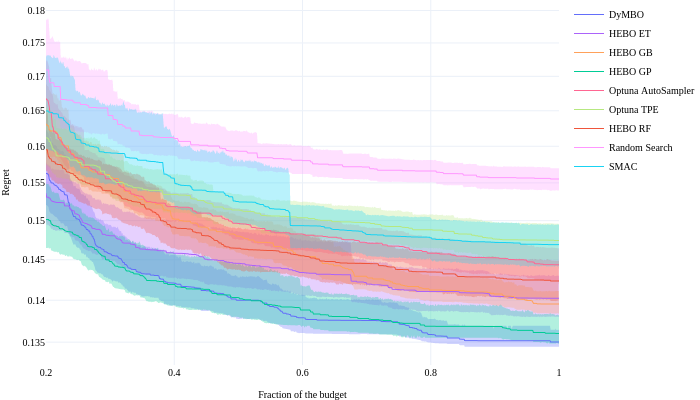 0.18
0.175
0.17
0.165
0.16
0.155
0.15
0.145
0.14
0.135
Regret
0.2
0.4
0.6
0.8
1
Fraction of the budget
DyMBO
HEBO ET
HEBO GB
HEBO GP
Optuna AutoSampler
Optuna TPE
HEBO RF
Random Search
SMAC